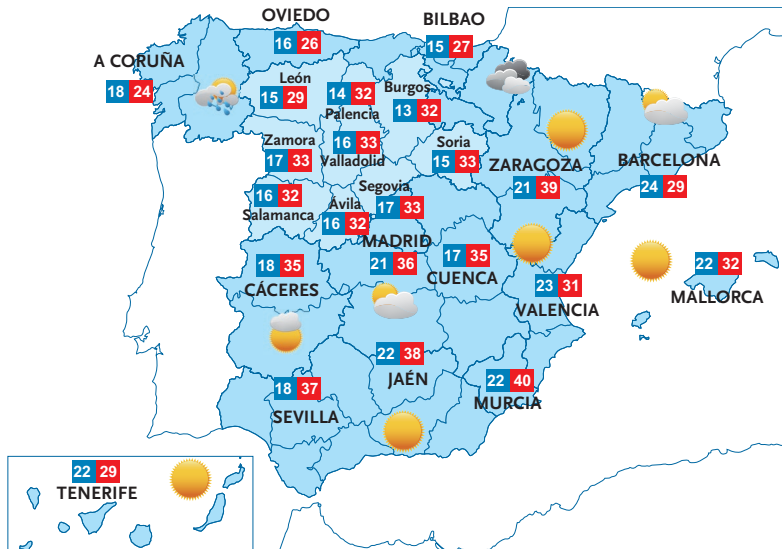 OVIEDO
16 26
BILBAO
15 27
A CORUÑA
18 24
León
15 29
14 32
Palencia
Burgos
13 32
Zamora
17 33
16 33
Valladolid
Soria
15 33
ZARAGOZA
21 39
BARCELONA
24 29
16 32
Salamanca
Ávila
16 32
Segovia
17 33
MADRID
21 36
17 35
CUENCA
18 35
CÁCERES
23 31
VALENCIA
22 32
MALLORCA
22 38
JAÉN
22 40
MURCIA
18 37
SEVILLA
22 29
TENERIFE